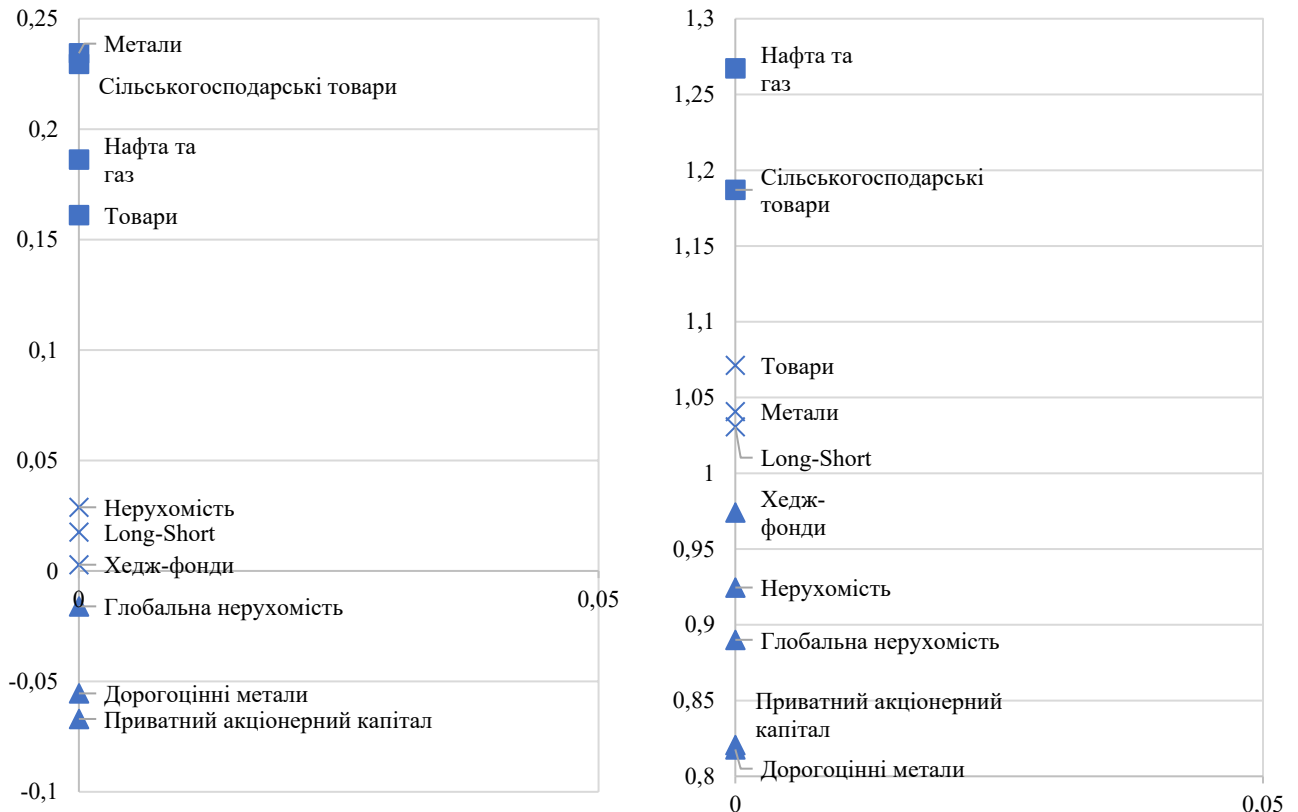 0,25
Метали
Сільськогосподарські товари
0,2
Нафта та
газ
Товари
0,15
0,1
0,05
Нерухомість
Long-Short
Хедж-фонди
0
0
0,05
Глобальна нерухомість
-0,05
Дорогоцінні метали
Приватний акціонерний капітал
-0,1
1,3
Нафта та
газ
1,25
1,2
Сільськогосподарські
товари
1,15
1,1
Товари
1,05
Метали
Long-Short
1
Хедж-
фонди
0,95
Нерухомість
0,9
Глобальна нерухомість
0,85
Приватний акціонерний
капітал
Дорогоцінні метали
0,8
0
0,05